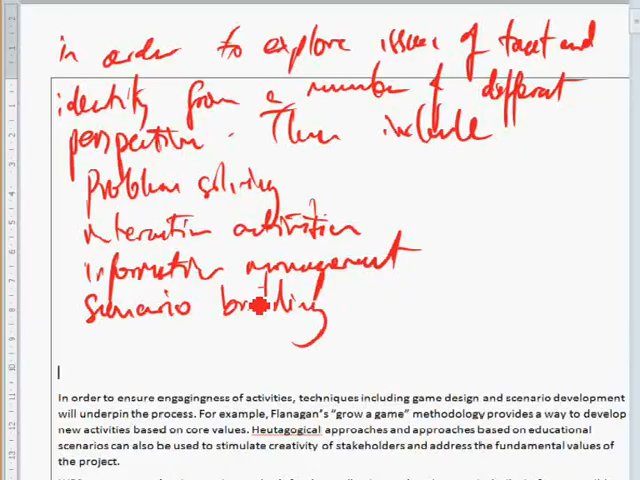 in order to explore issues of trust and
identity from a number of different
perspectives. These include
Problem solving
interaction activities
information management
scenario building
In order to ensure engagingness of activities, techniques including game design and scenario development
will underpin the process. For example, Flanagan's "grow a game" methodology provides a way to develop
new activities based on core values. Heutagogical approaches and approaches based on educational
scenarios can also be used to stimulate creativity of stakeholders and address the fundamental values of
the project.